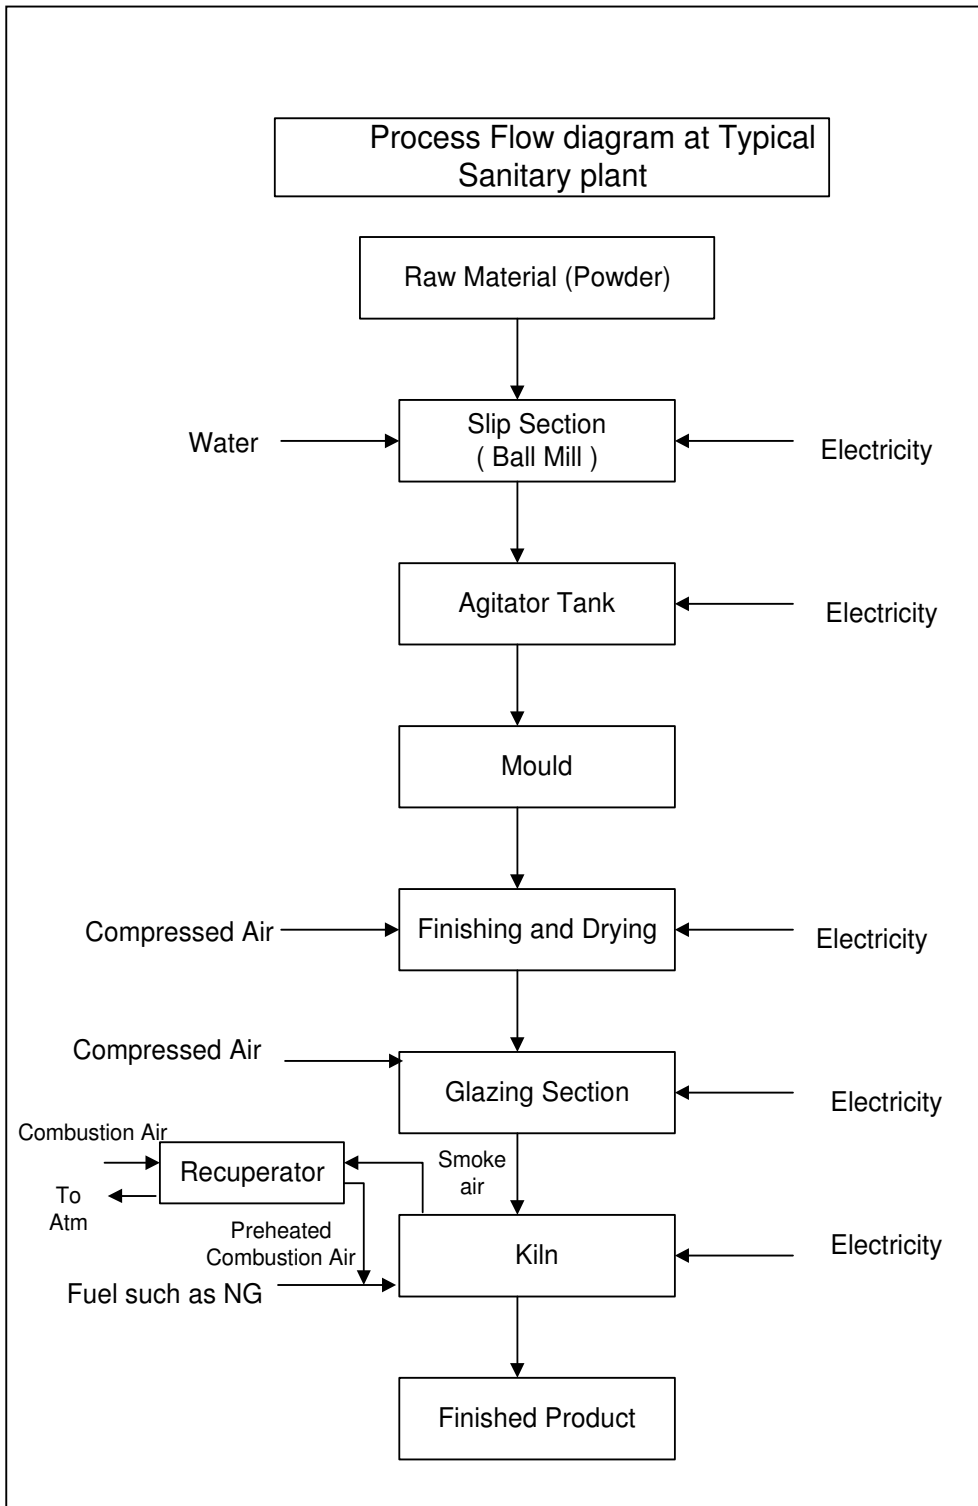 Process Flow diagram at Typical
Sanitary plant
Raw Material (Powder)
Slip Section
( Ball Mill )
Water
Electricity
Agitator Tank
Electricity
Mould
Compressed Air
Finishing and Drying
Electricity
Compressed Air
Glazing Section
Electricity
Combustion Air
Recuperator
Smoke
air
To
Atm
Preheated
Combustion Air
Kiln
Electricity
Fuel such as NG
Finished Product